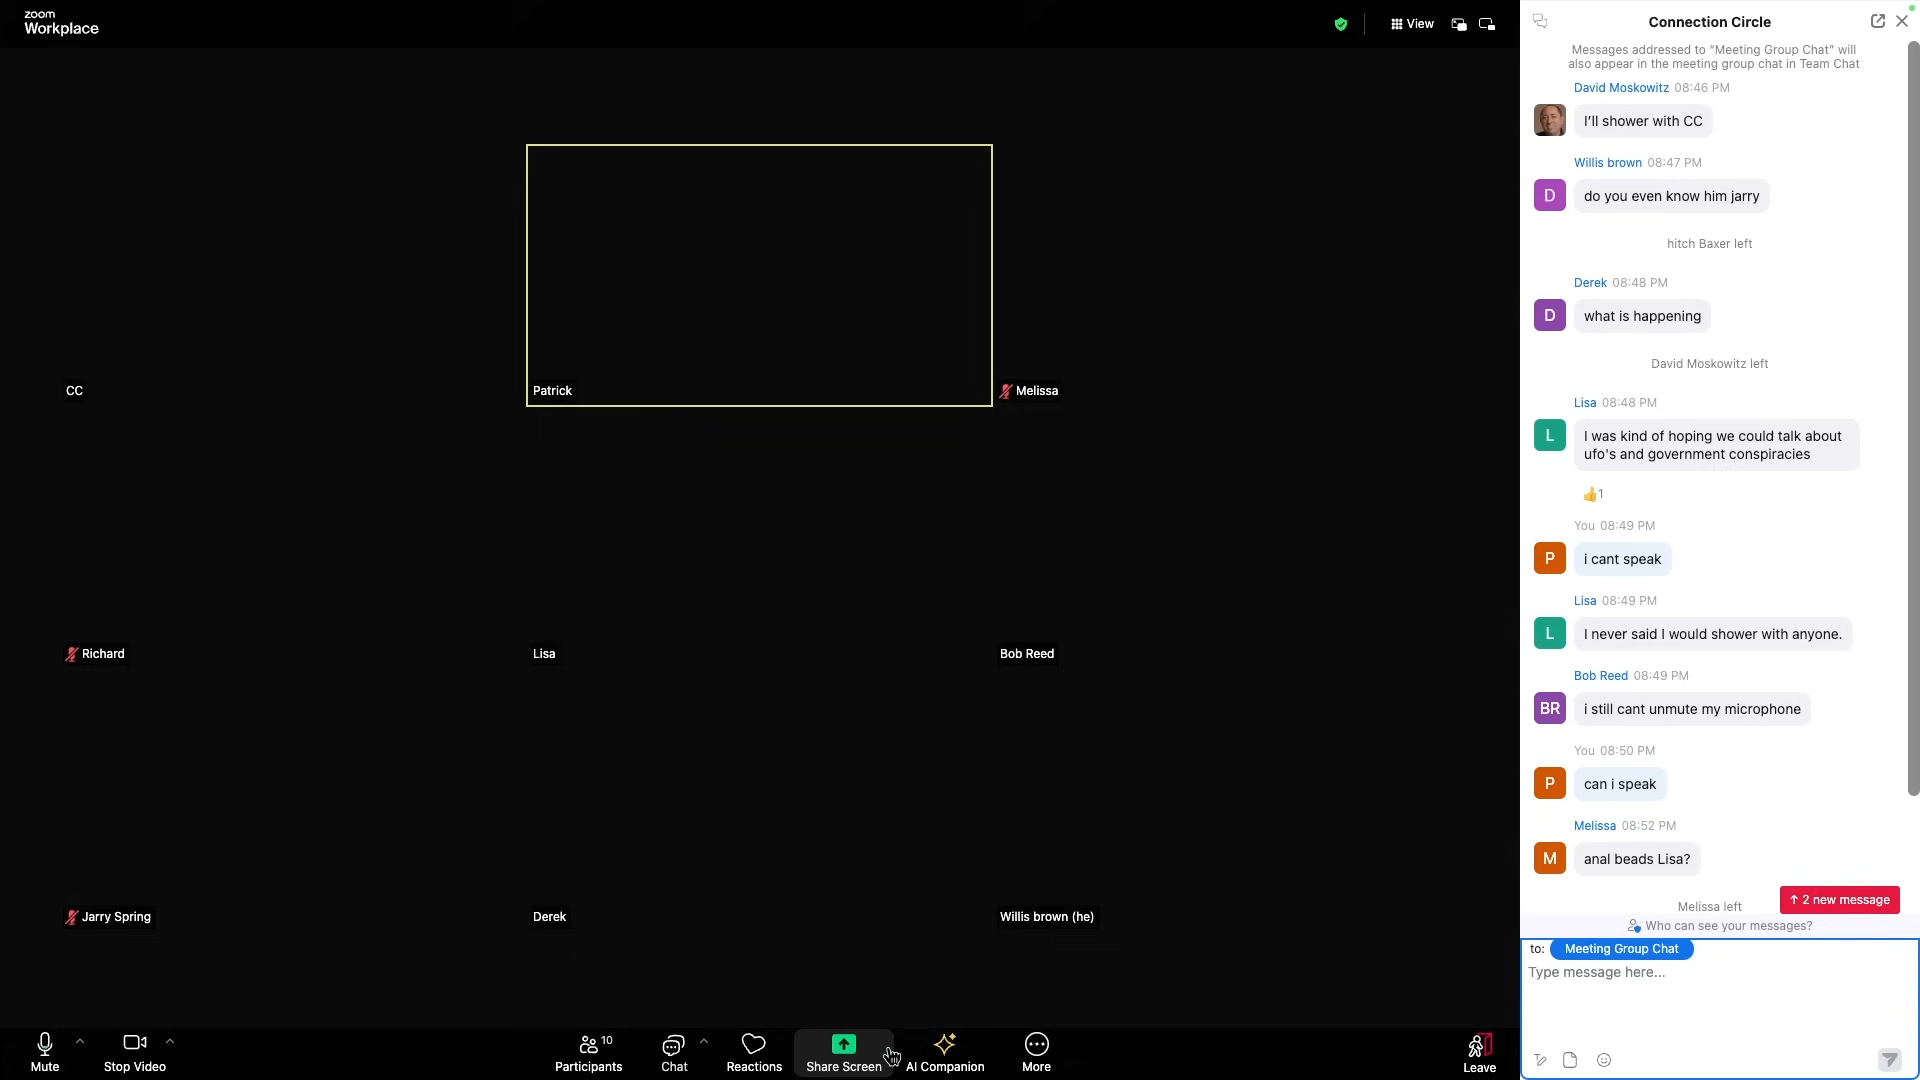 zoom
Workplace
View
CC
Patrick
Melissa
Richard
Lisa
Bob Reed
Jarry Spring
Derek
Willis brown (he)
Mute
Stop Video
Participants
10
Chat
Reactions
Share Screen
AI Companion
More
Leave
Connection Circle
Messages addressed to “Meeting Group Chat” will
also appear in the meeting group chat in Team Chat
David Moskowitz 08:46 PM
I’ll shower with CC
Willis brown 08:47 PM
D
do you even know him jarry
hitch Baxer left
Derek 08:48 PM
D
what is happening
David Moskowitz left
Lisa 08:48 PM
L
I was kind of hoping we could talk about
ufo's and government conspiracies
👍1
You 08:49 PM
P
i cant speak
Lisa 08:49 PM
L
I never said I would shower with anyone.
Bob Reed 08:49 PM
BR
i still cant unmute my microphone
You 08:50 PM
P
can i speak
Melissa 08:52 PM
M
anal beads Lisa?
↑ 2 new message
Melissa left
Who can see your messages?
to: Meeting Group Chat
Type message here...